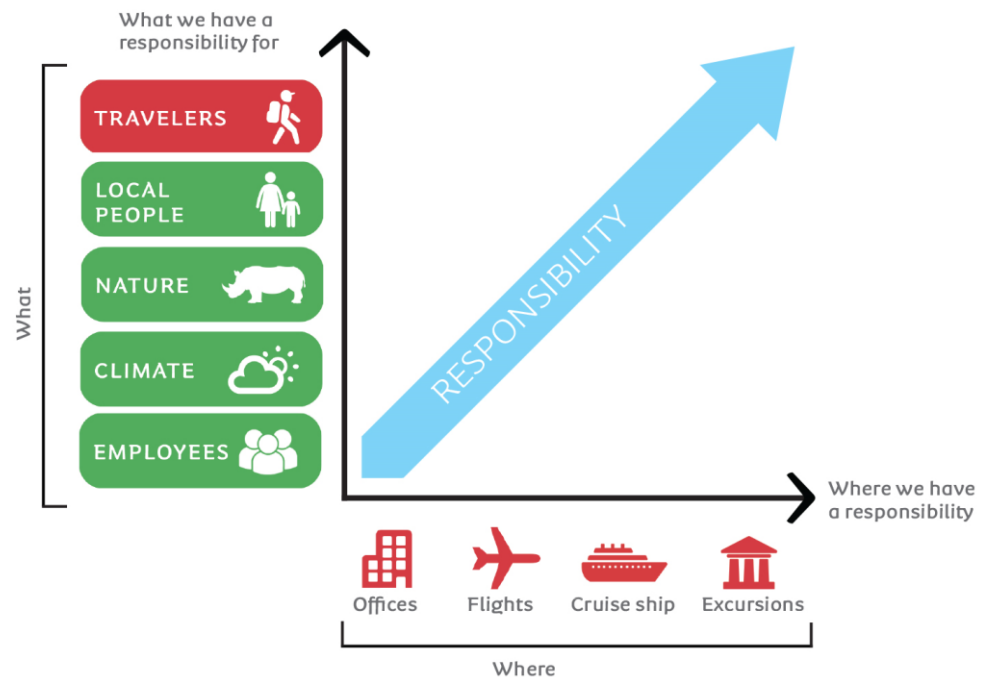 What we have a
responsibility for
What
TRAVELERS
LOCAL
PEOPLE
NATURE
CLIMATE
EMPLOYEES
RESPONSIBILITY
Where we have
a responsibility
Offices
Flights
Cruise ship
Excursions
Where